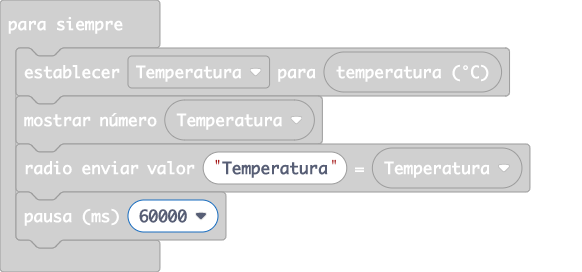 para siempre
establecer Temperatura para temperatura (°C)
mostrar número Temperatura
radio enviar valor "Temperatura" = Temperatura
pausa (ms) 60000